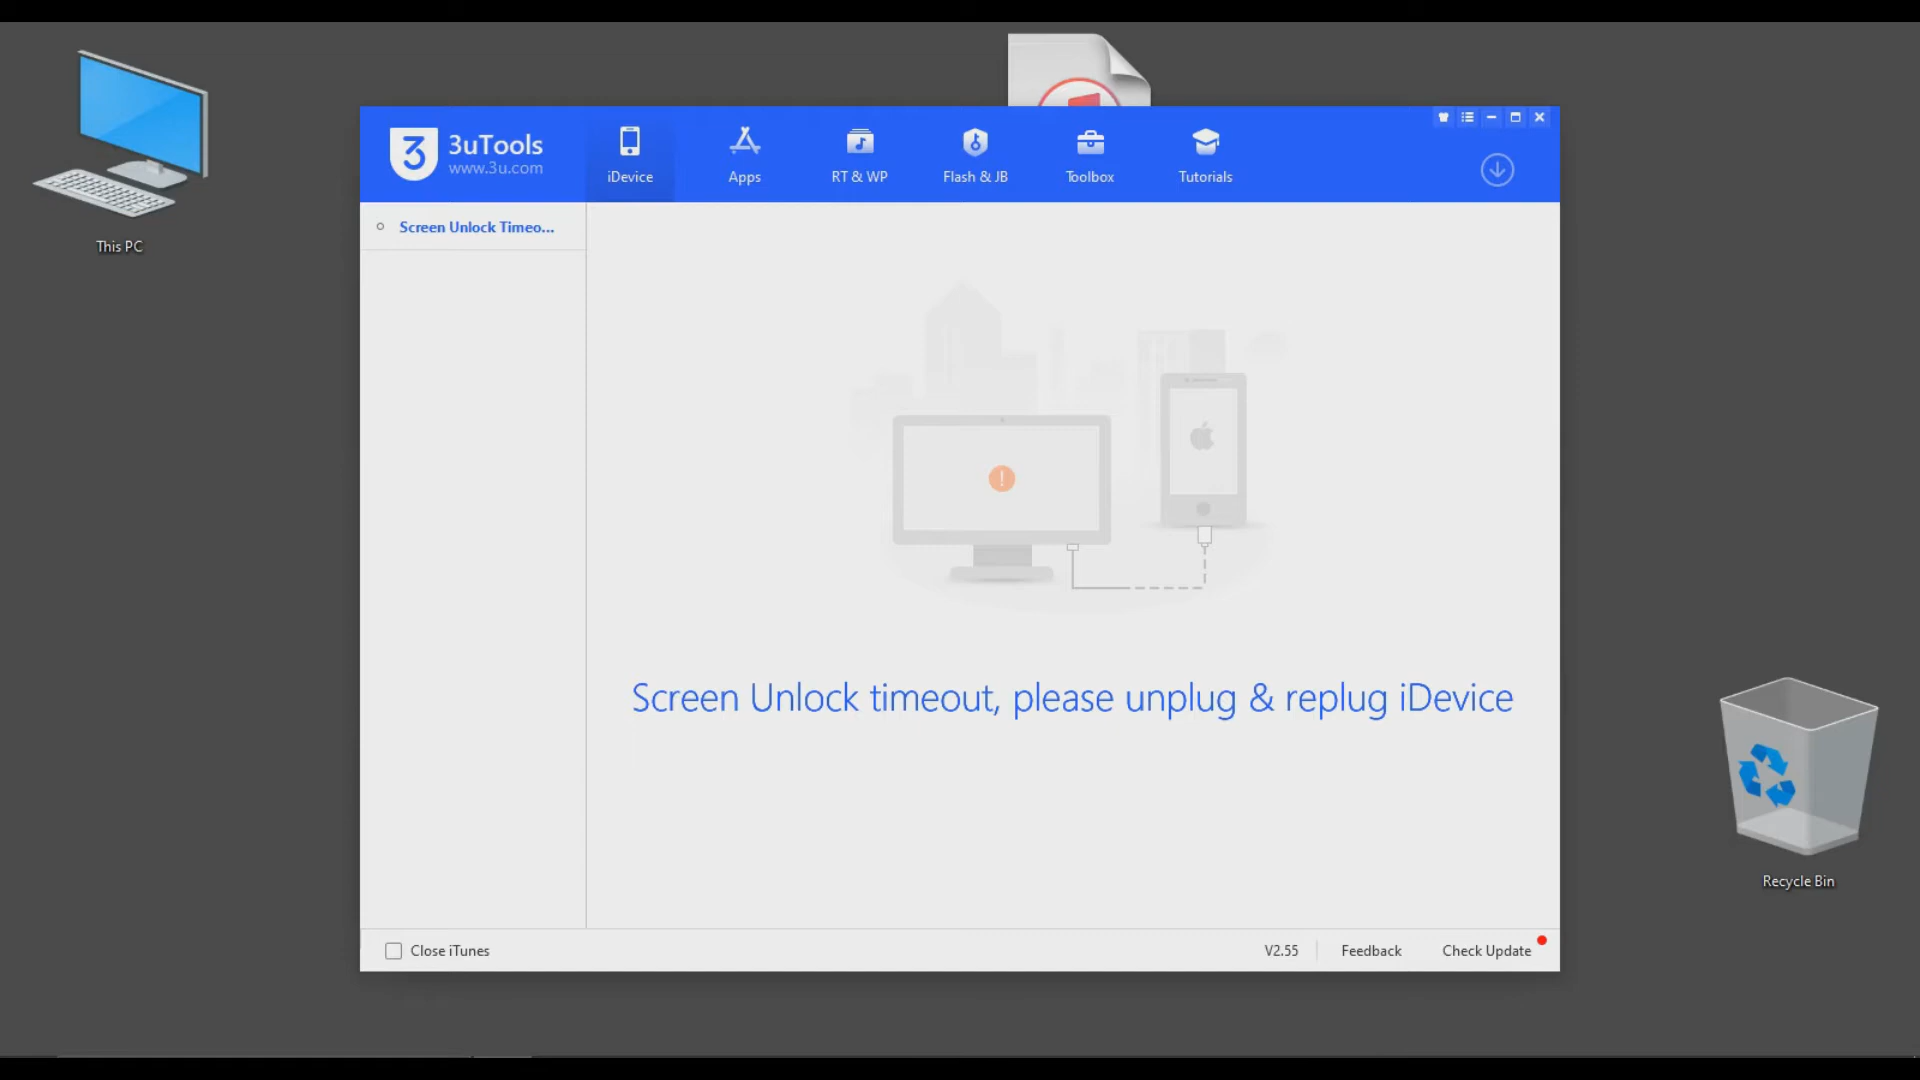 This PC
3 3uTools
www.3u.com
iDevice
Apps
RT & WP
Flash & JB
Toolbox
Tutorials
Screen Unlock Timeo...
Screen Unlock timeout, please unplug & replug iDevice
Recycle Bin
Close iTunes
V2.55
Feedback
Check Update